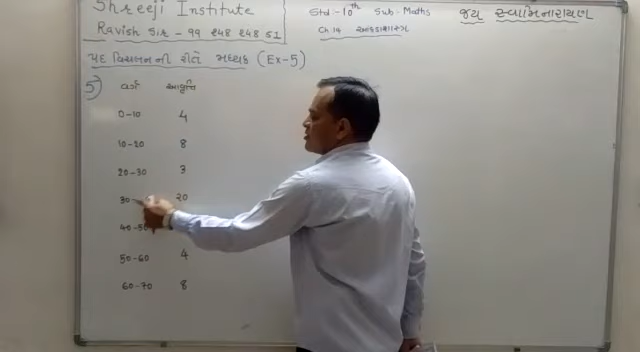 Shreeji Institute
Ravish Sir - 99 248 248 51
Std - 10th Sub - Maths
Ch 14 આંકડાશાસ્ત્ર
જય સ્વામિનારાયણ
પદ વિચલનની રીતે મધ્યક (Ex-5)
5) વર્ગ આવૃત્તિ
0-10 4
10-20 8
20-30 3
30- 20
40-50
50-60 4
60-70 8